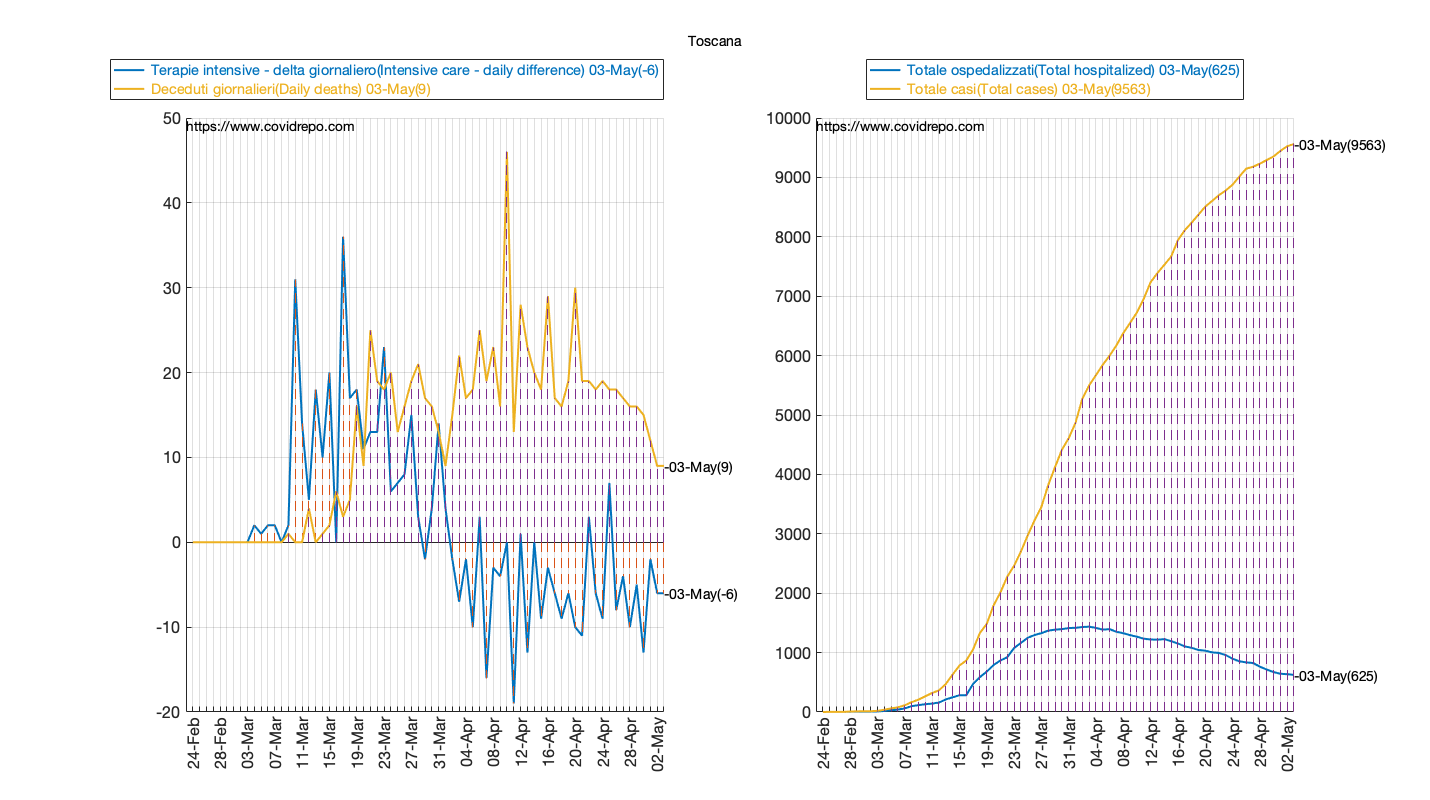 Toscana
Terapie intensive - delta giornaliero(Intensive care - daily difference) 03-May(-6)
Deceduti giornalieri(Daily deaths) 03-May(9)
https://www.covidrepo.com
50
40
30
20
10
0
-10
-20
-03-May(9)
-03-May(-6)
24-Feb
28-Feb
03-Mar
07-Mar
11-Mar
15-Mar
19-Mar
23-Mar
27-Mar
31-Mar
04-Apr
08-Apr
12-Apr
16-Apr
20-Apr
24-Apr
28-Apr
02-May
Totale ospedalizzati(Total hospitalized) 03-May(625)
Totale casi(Total cases) 03-May(9563)
https://www.covidrepo.com
10000
9000
8000
7000
6000
5000
4000
3000
2000
1000
0
-03-May(9563)
-03-May(625)
24-Feb
28-Feb
03-Mar
07-Mar
11-Mar
15-Mar
19-Mar
23-Mar
27-Mar
31-Mar
04-Apr
08-Apr
12-Apr
16-Apr
20-Apr
24-Apr
28-Apr
02-May